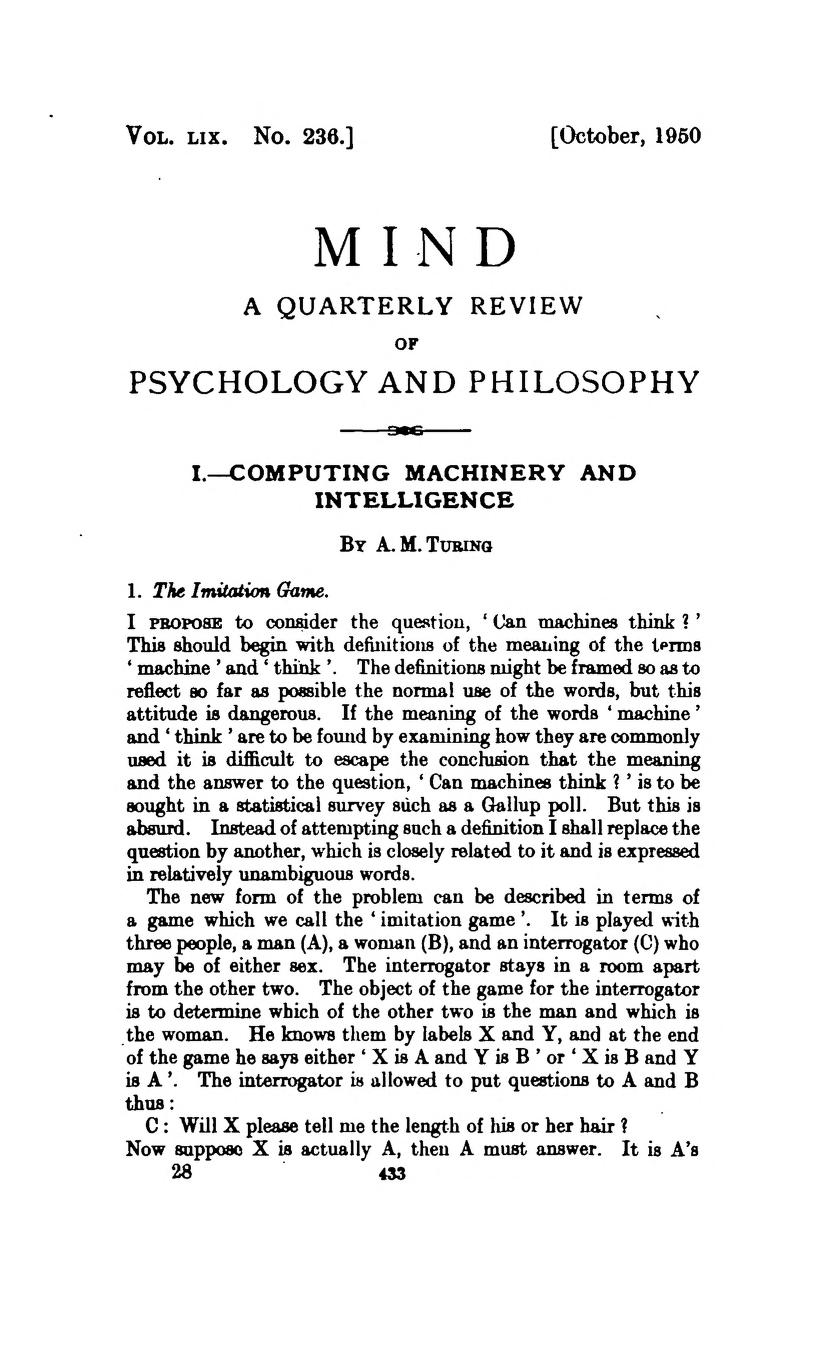 VOL. LIX. No. 236.] [October, 1950
MIND
A QUARTERLY REVIEW
OF
PSYCHOLOGY AND PHILOSOPHY
I.—COMPUTING MACHINERY AND
INTELLIGENCE
BY A. M. TURING
1. The Imitation Game.
I PROPOSE to consider the question, ‘ Can machines think ? ’
This should begin with definitions of the meaning of the terms
‘ machine ’ and ‘ think ’. The definitions might be framed so as to
reflect so far as possible the normal use of the words, but this
attitude is dangerous. If the meaning of the words ‘ machine ’
and ‘ think ’ are to be found by examining how they are commonly
used it is difficult to escape the conclusion that the meaning
and the answer to the question, ‘ Can machines think ? ’ is to be
sought in a statistical survey such as a Gallup poll. But this is
absurd. Instead of attempting such a definition I shall replace the
question by another, which is closely related to it and is expressed
in relatively unambiguous words.
The new form of the problem can be described in terms of
a game which we call the ‘ imitation game ’. It is played with
three people, a man (A), a woman (B), and an interrogator (C) who
may be of either sex. The interrogator stays in a room apart
from the other two. The object of the game for the interrogator
is to determine which of the other two is the man and which is
the woman. He knows them by labels X and Y, and at the end
of the game he says either ‘ X is A and Y is B ’ or ‘ X is B and Y
is A ’. The interrogator is allowed to put questions to A and B
thus :
C : Will X please tell me the length of his or her hair ?
Now suppose X is actually A, then A must answer. It is A’s
28 433